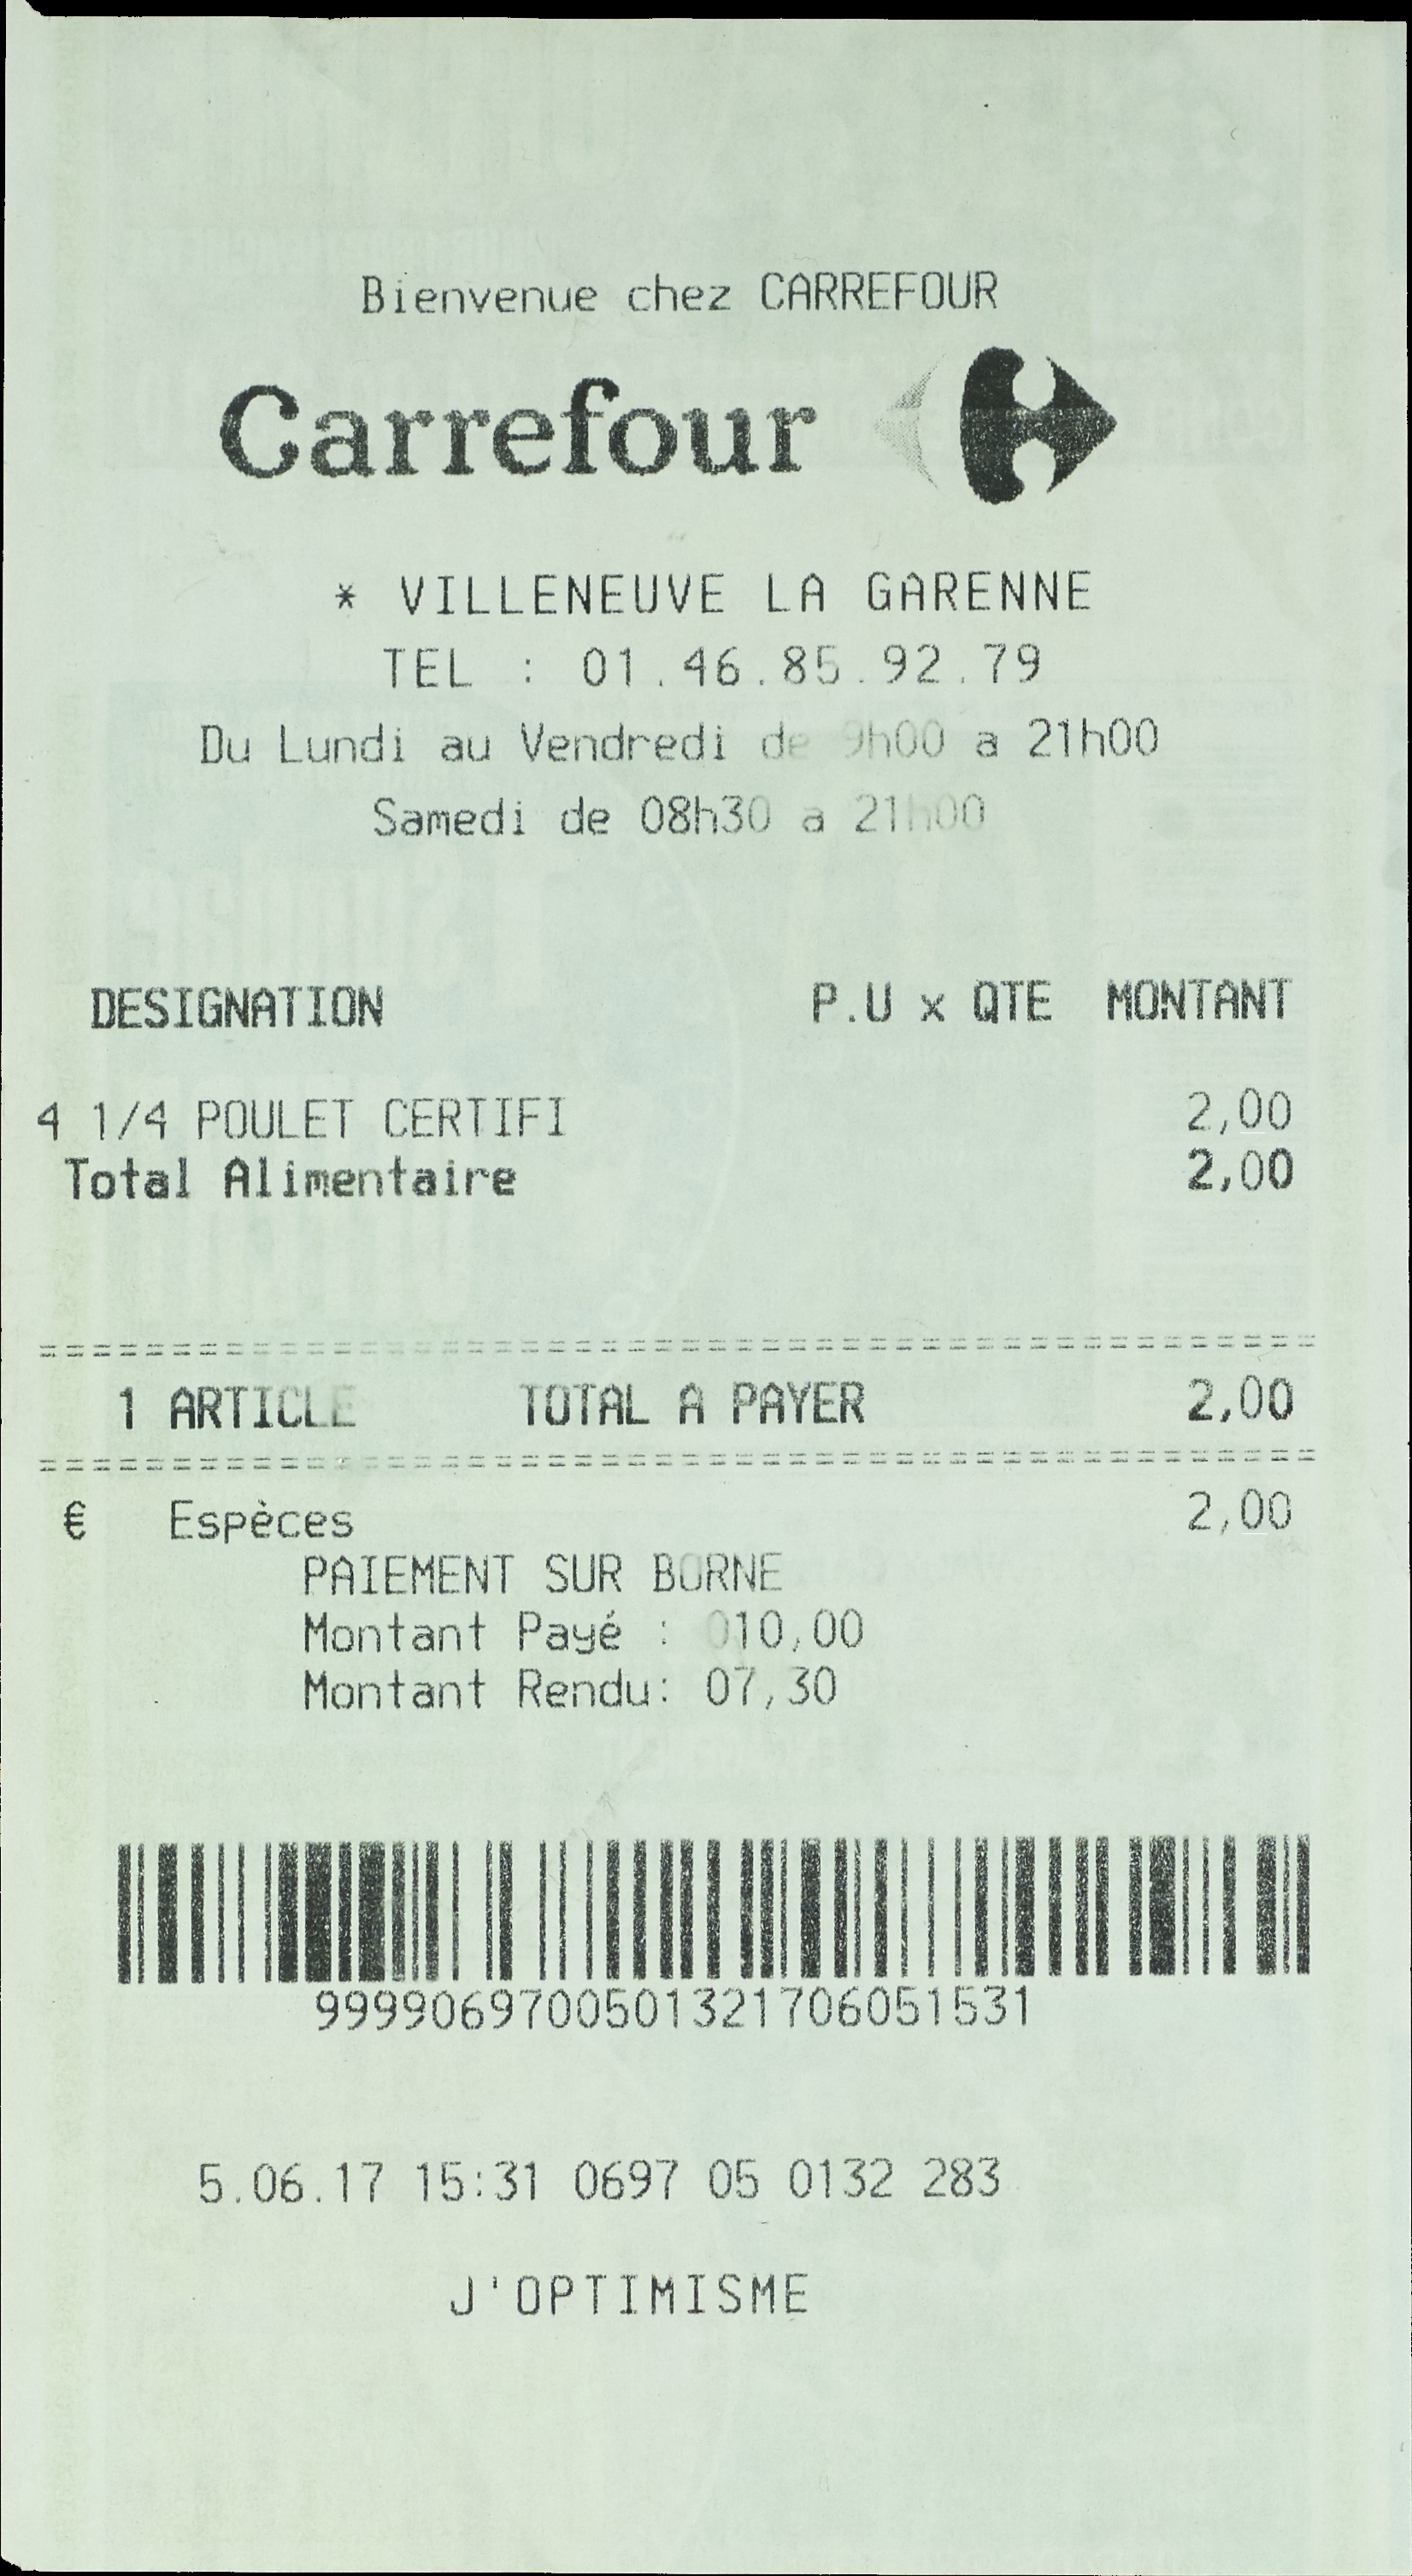 Bienvenue chez CARREFOUR
Carrefour
* VILLENEUVE LA GARENNE
TEL : 01.46.85.92.79
Du Lundi au Vendredi de 9h00 a 21h00
Samedi de 08h30 a 21h00
DESIGNATION P.U x QTE MONTANT
4 1/4 POULET CERTIFI 2,00
Total Alimentaire 2,00
================================================
1 ARTICLE TOTAL A PAYER 2,00
================================================
€ Espèces 2,00
PAIEMENT SUR BORNE
Montant Payé : 010,00
Montant Rendu: 07,30
9999069700501321706051531
5.06.17 15:31 0697 05 0132 283
J'OPTIMISME